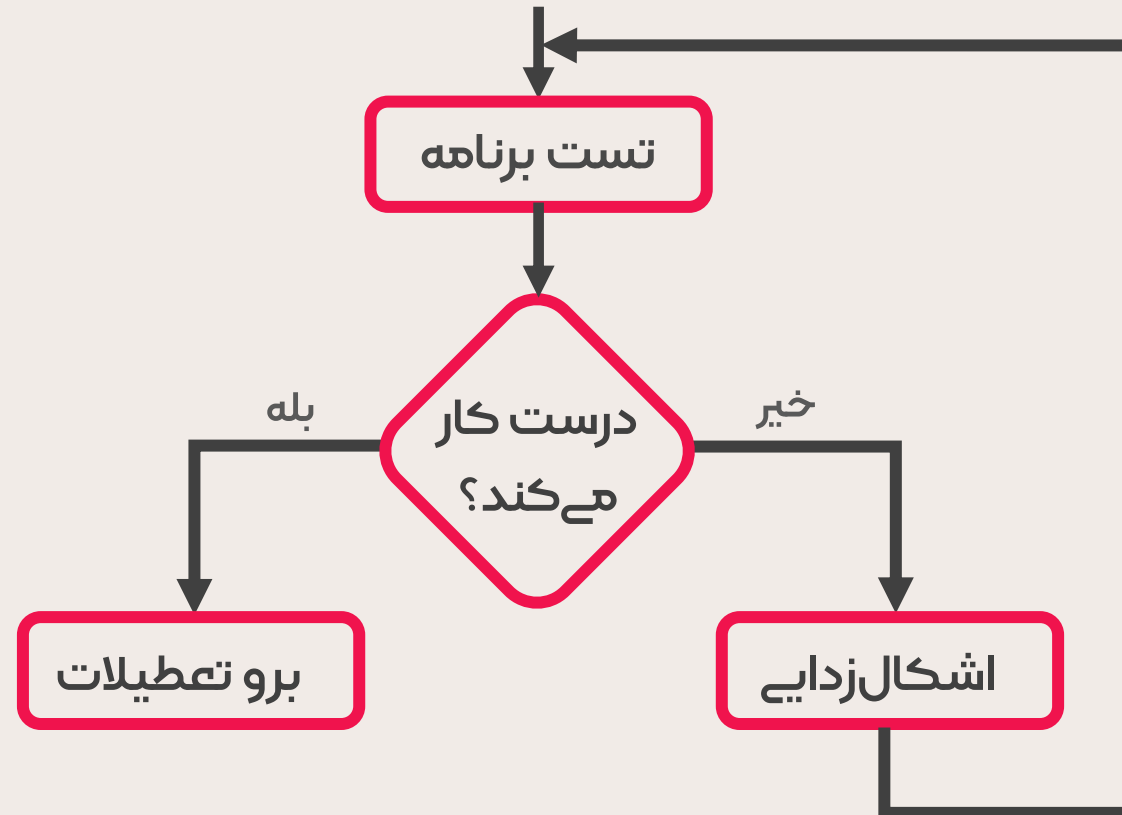 تست برنامه
خیر
بله
درست کار
می‌کند؟
اشکال‌زدایی
برو تعطیلات